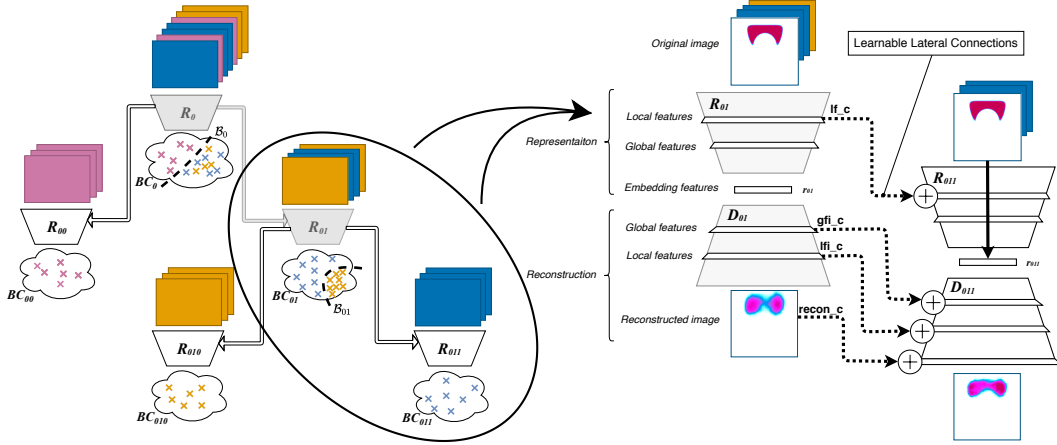 R0
B0
BC0
R00
BC00
R01
BC01
B01
R010
BC010
R011
BC011
Original image
Learnable Lateral Connections
R01
lf_c
Local features
Representaiton
Global features
R011
Embedding features
r01
D01
Global features
gfi_c
Reconstruction
Local features
lfi_c
r011
D011
Reconstructed image
recon_c